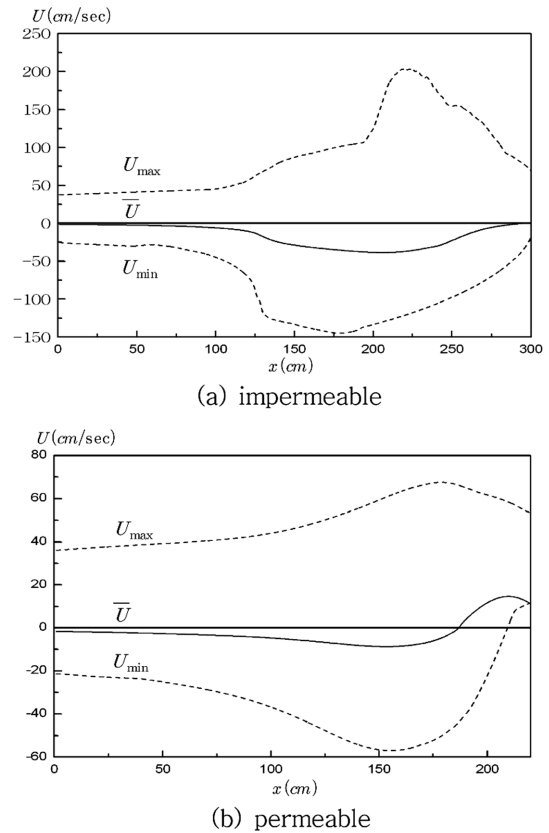 U(cm/sec)
250
200
150
100
50
0
-50
-100
-150
Umax
U̅
Umin
0 50 100 150 200 250 300
x(cm)
(a) impermeable
U(cm/sec)
80
60
40
20
0
-20
-40
-60
Umax
U̅
Umin
0 50 100 150 200
x(cm)
(b) permeable